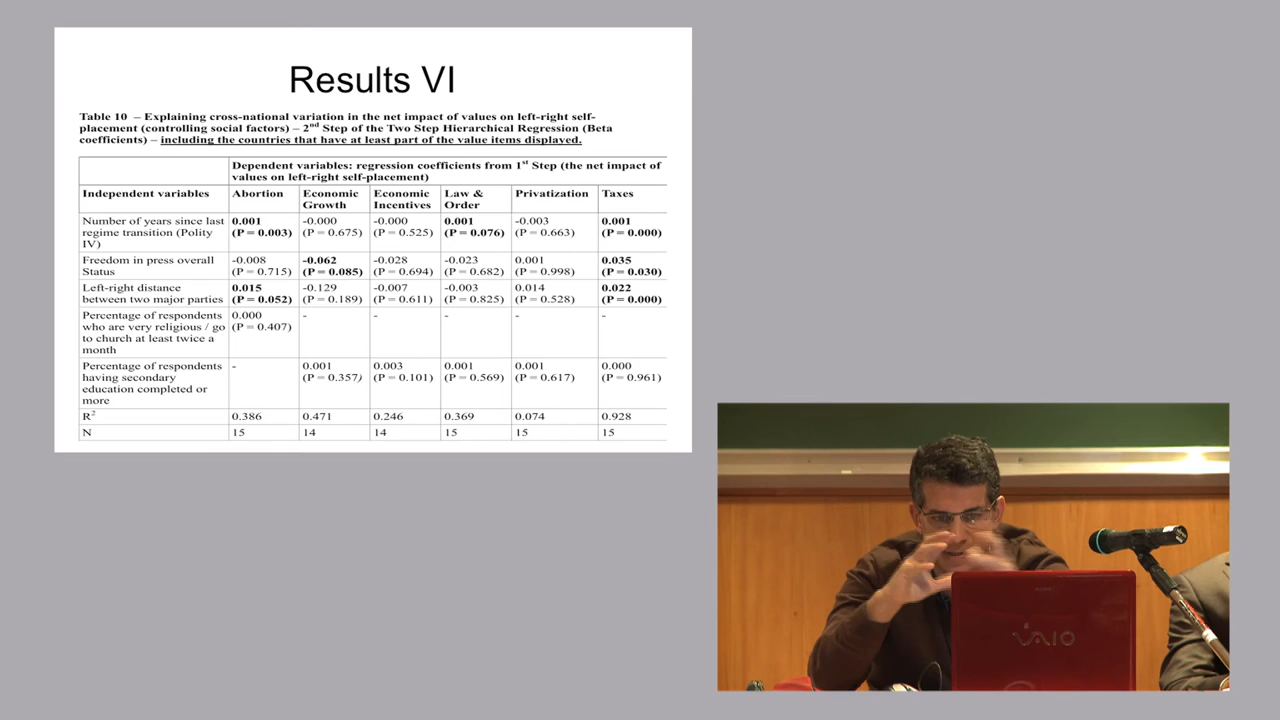 Results VI
Table 10 – Explaining cross-national variation in the net impact of values on left-right self-
placement (controlling social factors) – 2nd Step of the Two Step Hierarchical Regression (Beta
coefficients) – including the countries that have at least part of the value items displayed.
Dependent variables: regression coefficients from 1st Step (the net impact of
values on left-right self-placement)
Independent variables Abortion Economic Growth Economic Incentives Law & Order Privatization Taxes
Number of years since last regime transition (Polity IV) 0.001 (P = 0.003) -0.000 (P = 0.675) -0.000 (P = 0.525) 0.001 (P = 0.076) -0.003 (P = 0.663) 0.001 (P = 0.000)
Freedom in press overall Status -0.008 (P = 0.715) -0.062 (P = 0.085) -0.028 (P = 0.694) -0.023 (P = 0.682) 0.001 (P = 0.998) 0.035 (P = 0.030)
Left-right distance between two major parties 0.015 (P = 0.052) -0.129 (P = 0.189) -0.007 (P = 0.611) -0.003 (P = 0.825) 0.014 (P = 0.528) 0.022 (P = 0.000)
Percentage of respondents who are very religious / go to church at least twice a month 0.000 (P = 0.407) - - - - -
Percentage of respondents having secondary education completed or more - 0.001 (P = 0.357) 0.003 (P = 0.101) 0.001 (P = 0.569) 0.001 (P = 0.617) 0.000 (P = 0.961)
R2 0.386 0.471 0.246 0.369 0.074 0.928
N 15 14 14 15 15 15
VAIO